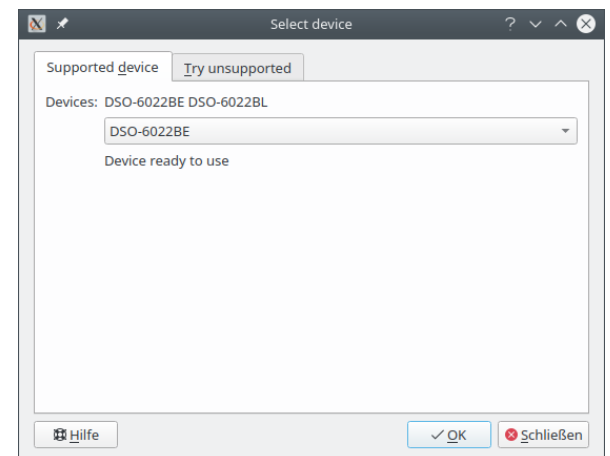 Select device
Supported device Try unsupported
Devices: DSO-6022BE DSO-6022BL
DSO-6022BE
Device ready to use
Hilfe OK Schließen